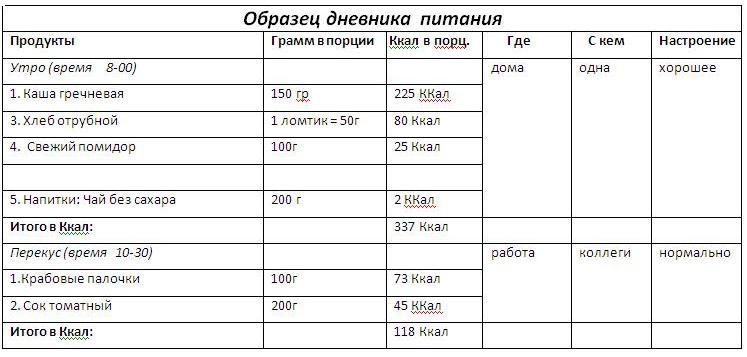 Образец дневника питания
Продукты Грамм в порции Ккал в порц. Где С кем Настроение
Утро (время 8-00) дома одна хорошее
1. Каша гречневая 150 гр 225 ККал
3. Хлеб отрубной 1 ломтик = 50г 80 Ккал
4. Свежий помидор 100г 25 Ккал
5. Напитки: Чай без сахара 200 г 2 ККал
Итого в Ккал: 337 Ккал
Перекус (время 10-30) работа коллеги нормально
1.Крабовые палочки 100г 73 Ккал
2. Сок томатный 200г 45 ККал
Итого в Ккал: 118 Ккал